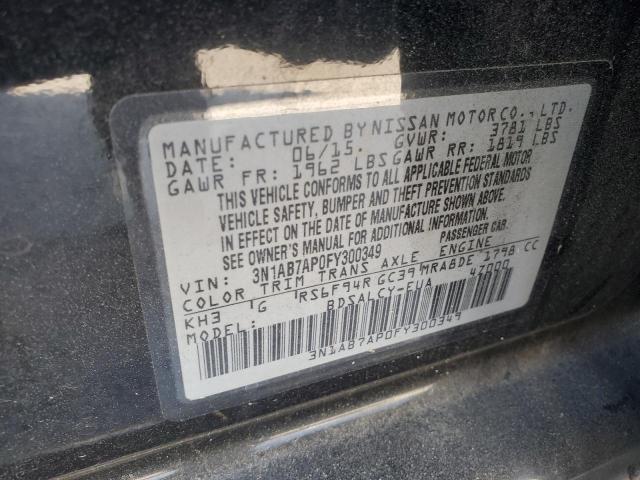 MANUFACTURED BY NISSAN MOTOR CO., LTD.
DATE: 06/15 GVWR: 3781 LBS
GAWR FR: 1962 LBS GAWR RR: 1819 LBS
THIS VEHICLE CONFORMS TO ALL APPLICABLE FEDERAL MOTOR
VEHICLE SAFETY, BUMPER AND THEFT PREVENTION STANDARDS
IN EFFECT ON THE DATE OF MANUFACTURE SHOWN ABOVE.
SEE OWNER'S MANUAL FOR ADDITIONAL INFORMATION.
VIN: 3N1AB7AP0FY300349 PASSENGER CAR
COLOR TRIM TRANS AXLE ENGINE
KH3 G RS6F94R GC39 MRA8DE 1798 CC
MODEL: BDSALCY-EUA 47000
3N1AB7AP0FY300349